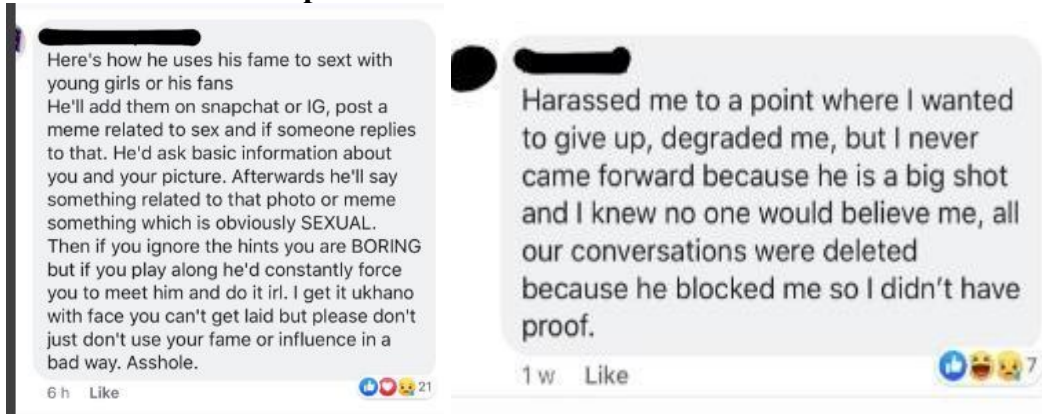 Here's how he uses his fame to sext with
young girls or his fans
He'll add them on snapchat or IG, post a
meme related to sex and if someone replies
to that. He'd ask basic information about
you and your picture. Afterwards he'll say
something related to that photo or meme
something which is obviously SEXUAL.
Then if you ignore the hints you are BORING
but if you play along he'd constantly force
you to meet him and do it irl. I get it ukhano
with face you can't get laid but please don't
just don't use your fame or influence in a
bad way. Asshole.
6 h Like 21
Harassed me to a point where I wanted
to give up, degraded me, but I never
came forward because he is a big shot
and I knew no one would believe me, all
our conversations were deleted
because he blocked me so I didn't have
proof.
1 w Like 7